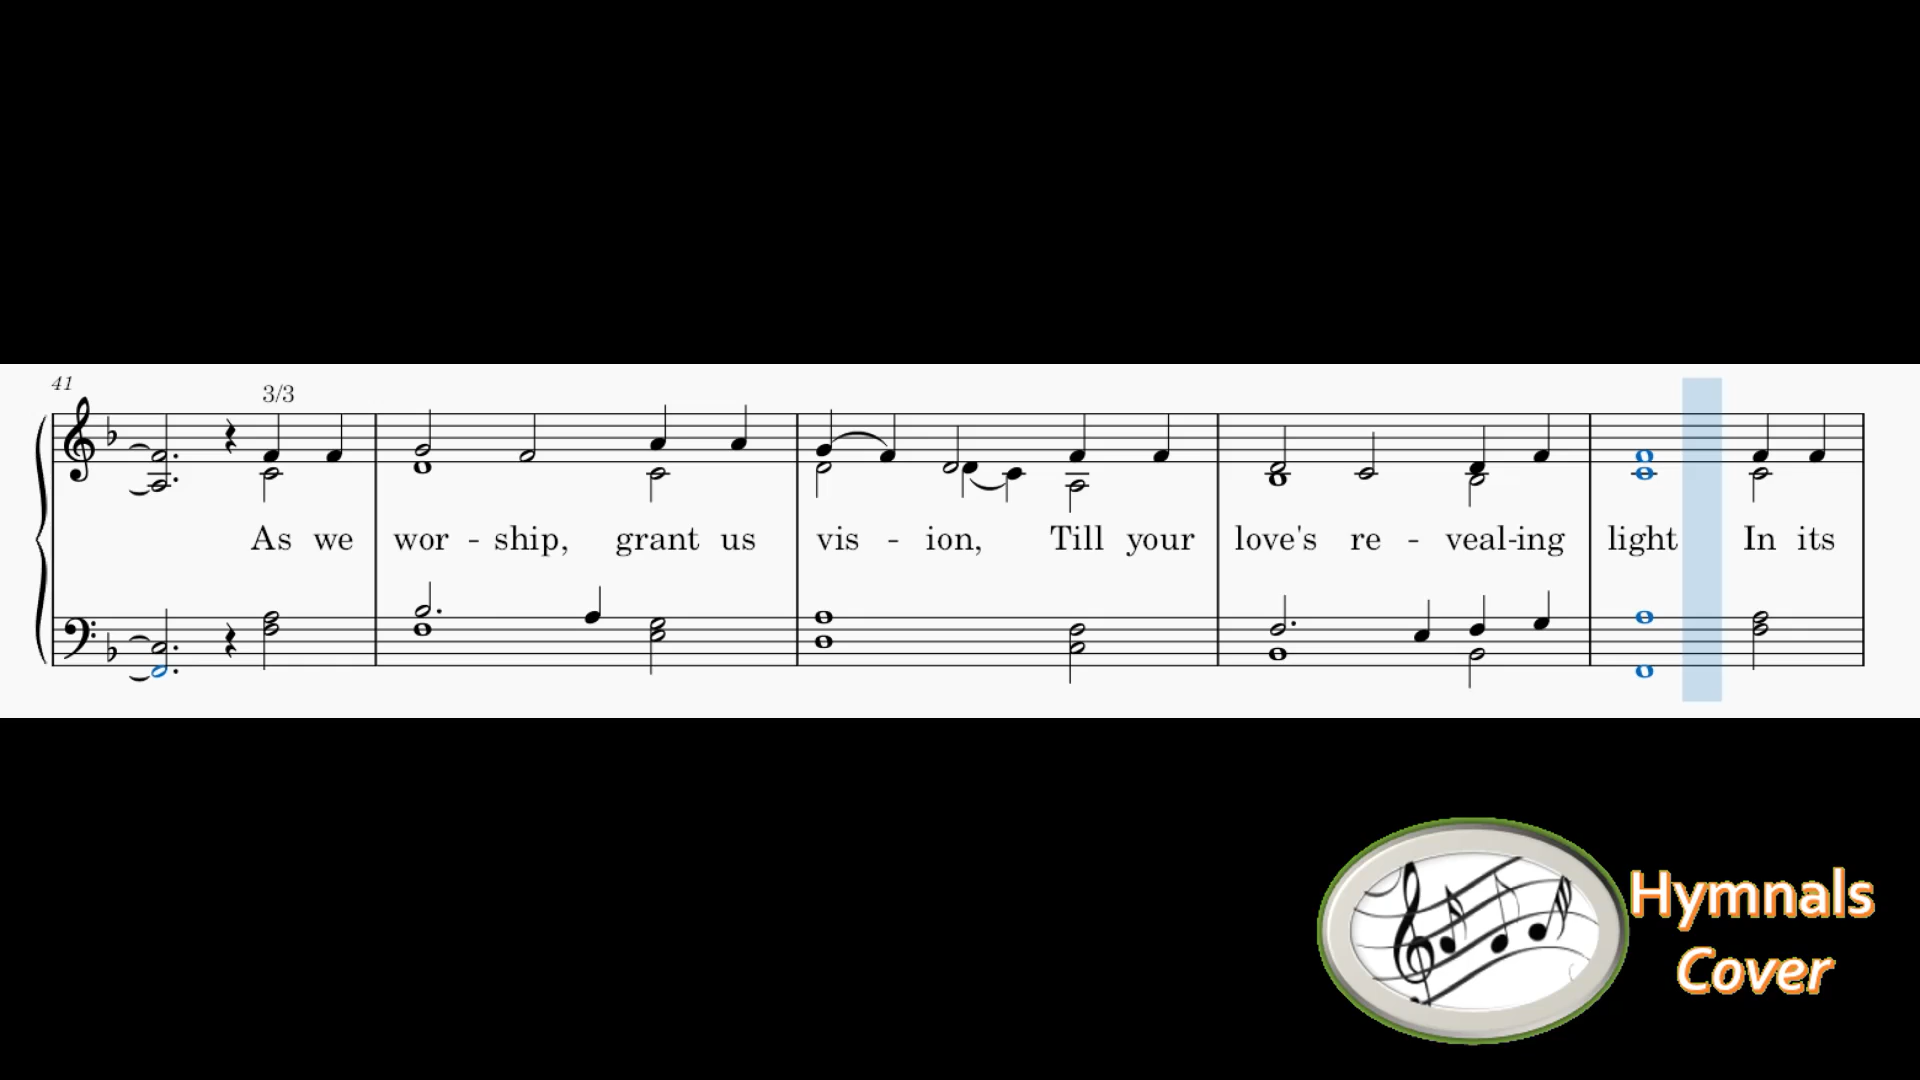 41
3/3
As we wor - ship, grant us vis - ion, Till your love's re - veal-ing light In its
Hymnals
Cover